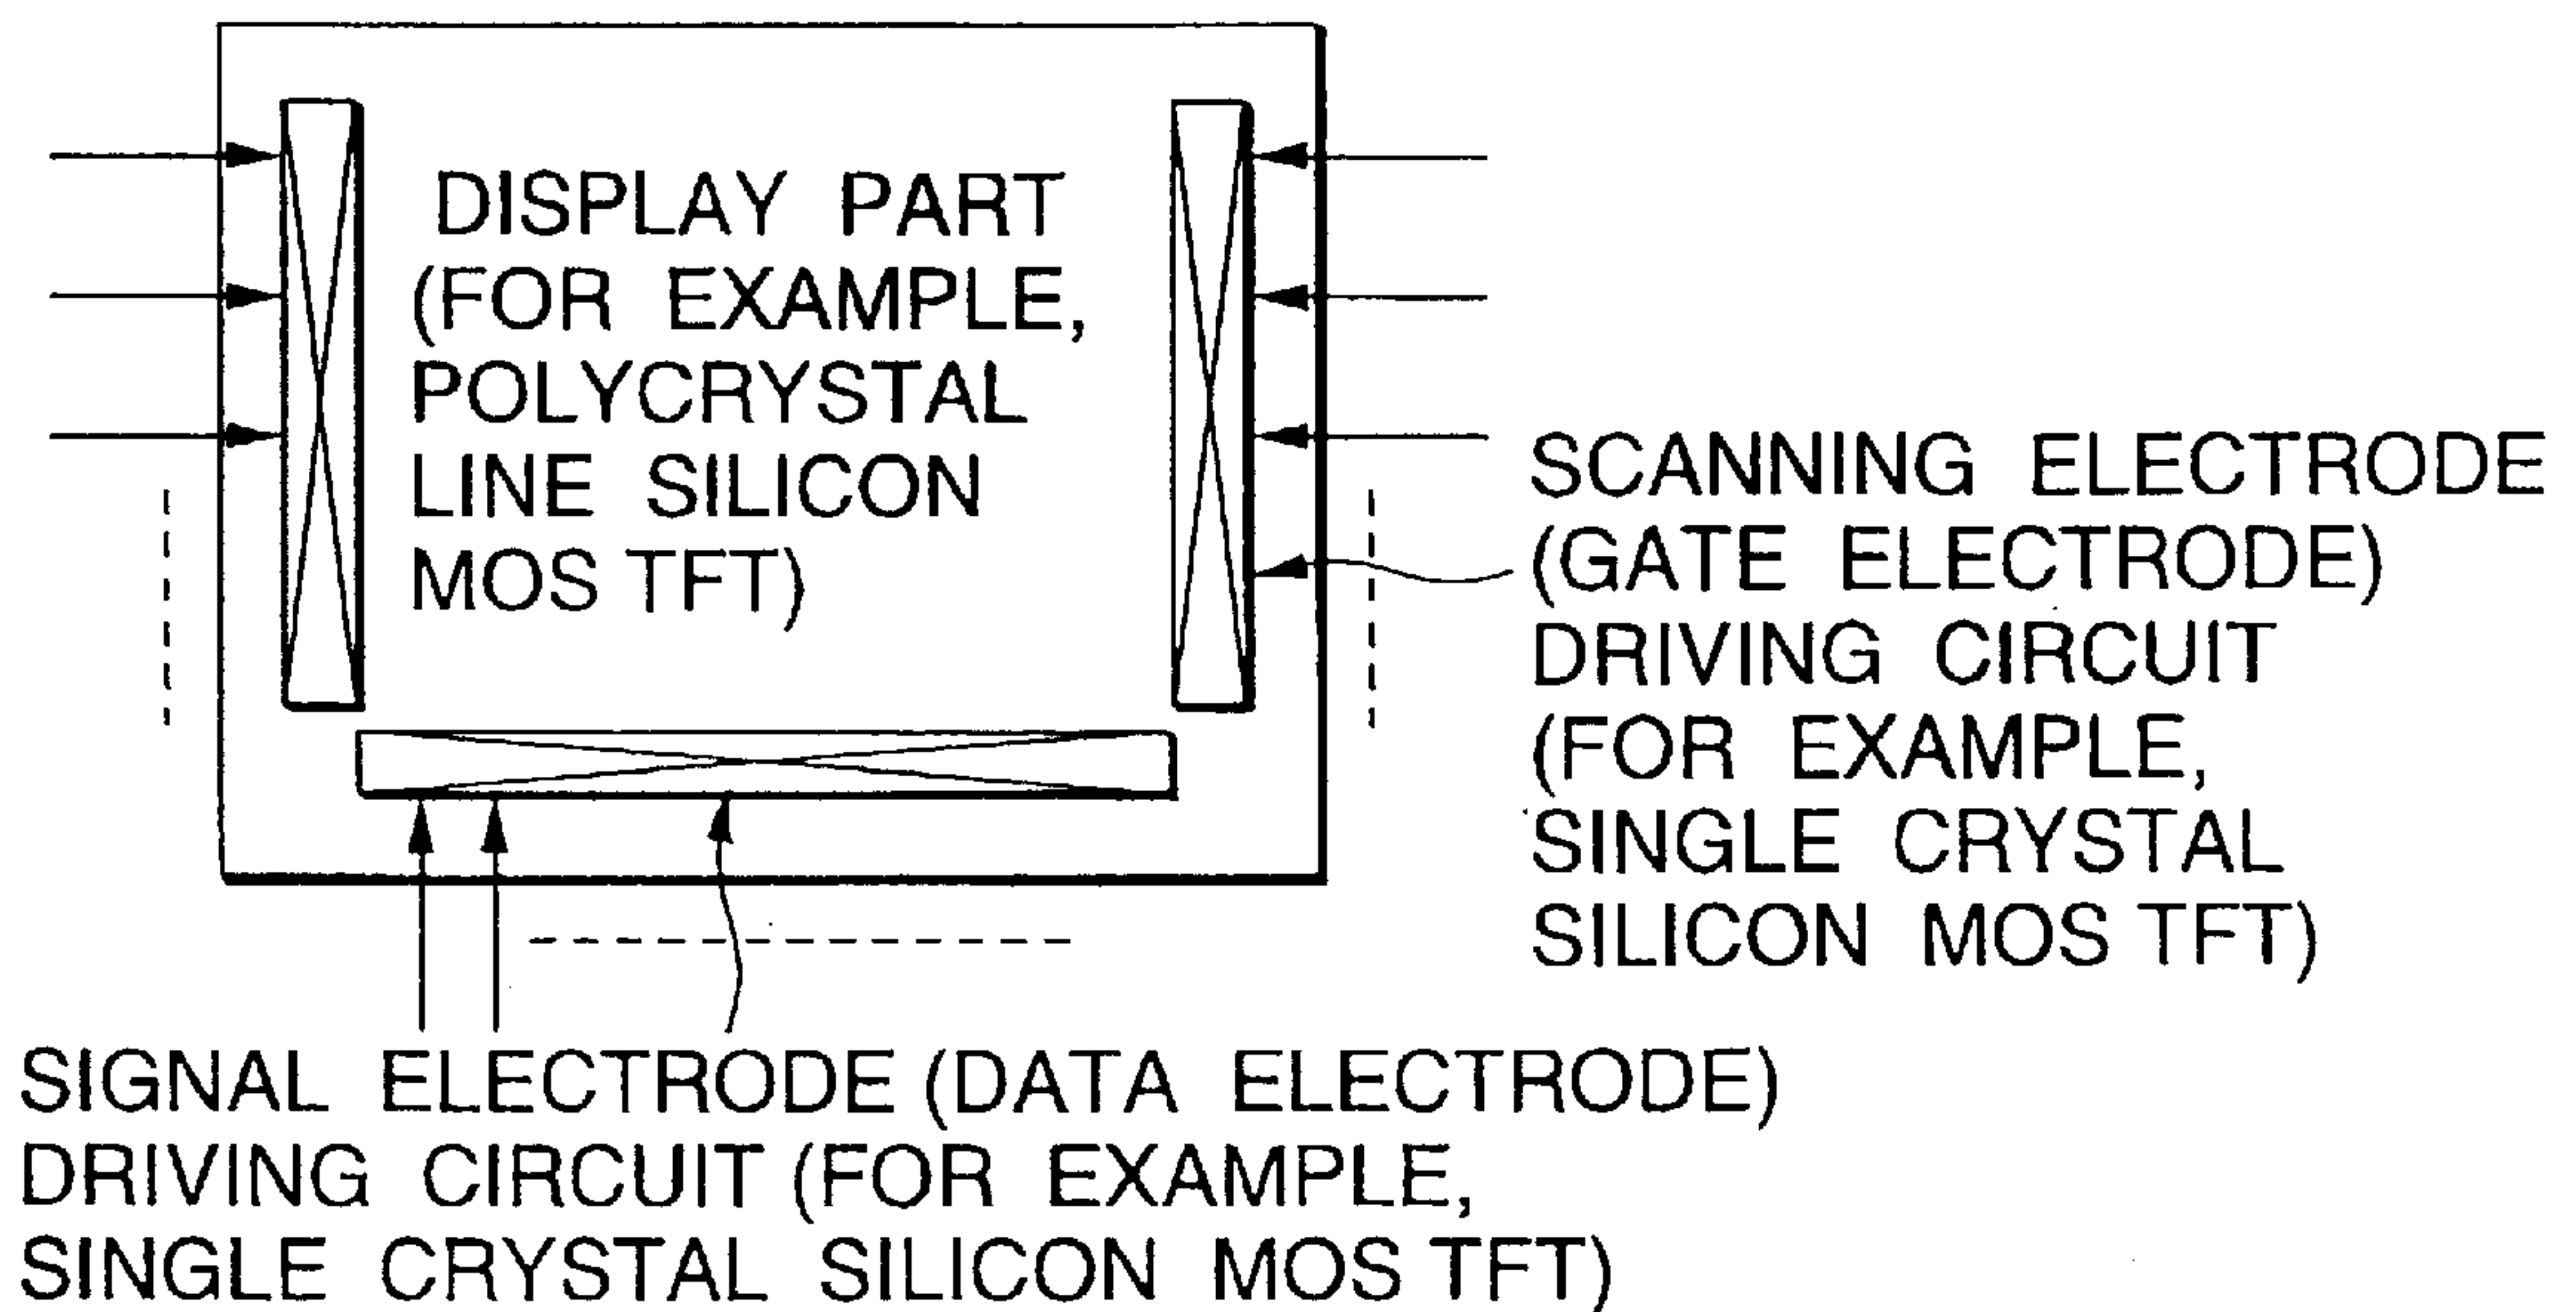 DISPLAY PART
(FOR EXAMPLE,
POLYCRYSTAL
LINE SILICON
MOS TFT)
SCANNING ELECTRODE
(GATE ELECTRODE)
DRIVING CIRCUIT
(FOR EXAMPLE,
SINGLE CRYSTAL
SILICON MOS TFT)
SIGNAL ELECTRODE (DATA ELECTRODE)
DRIVING CIRCUIT (FOR EXAMPLE,
SINGLE CRYSTAL SILICON MOS TFT)